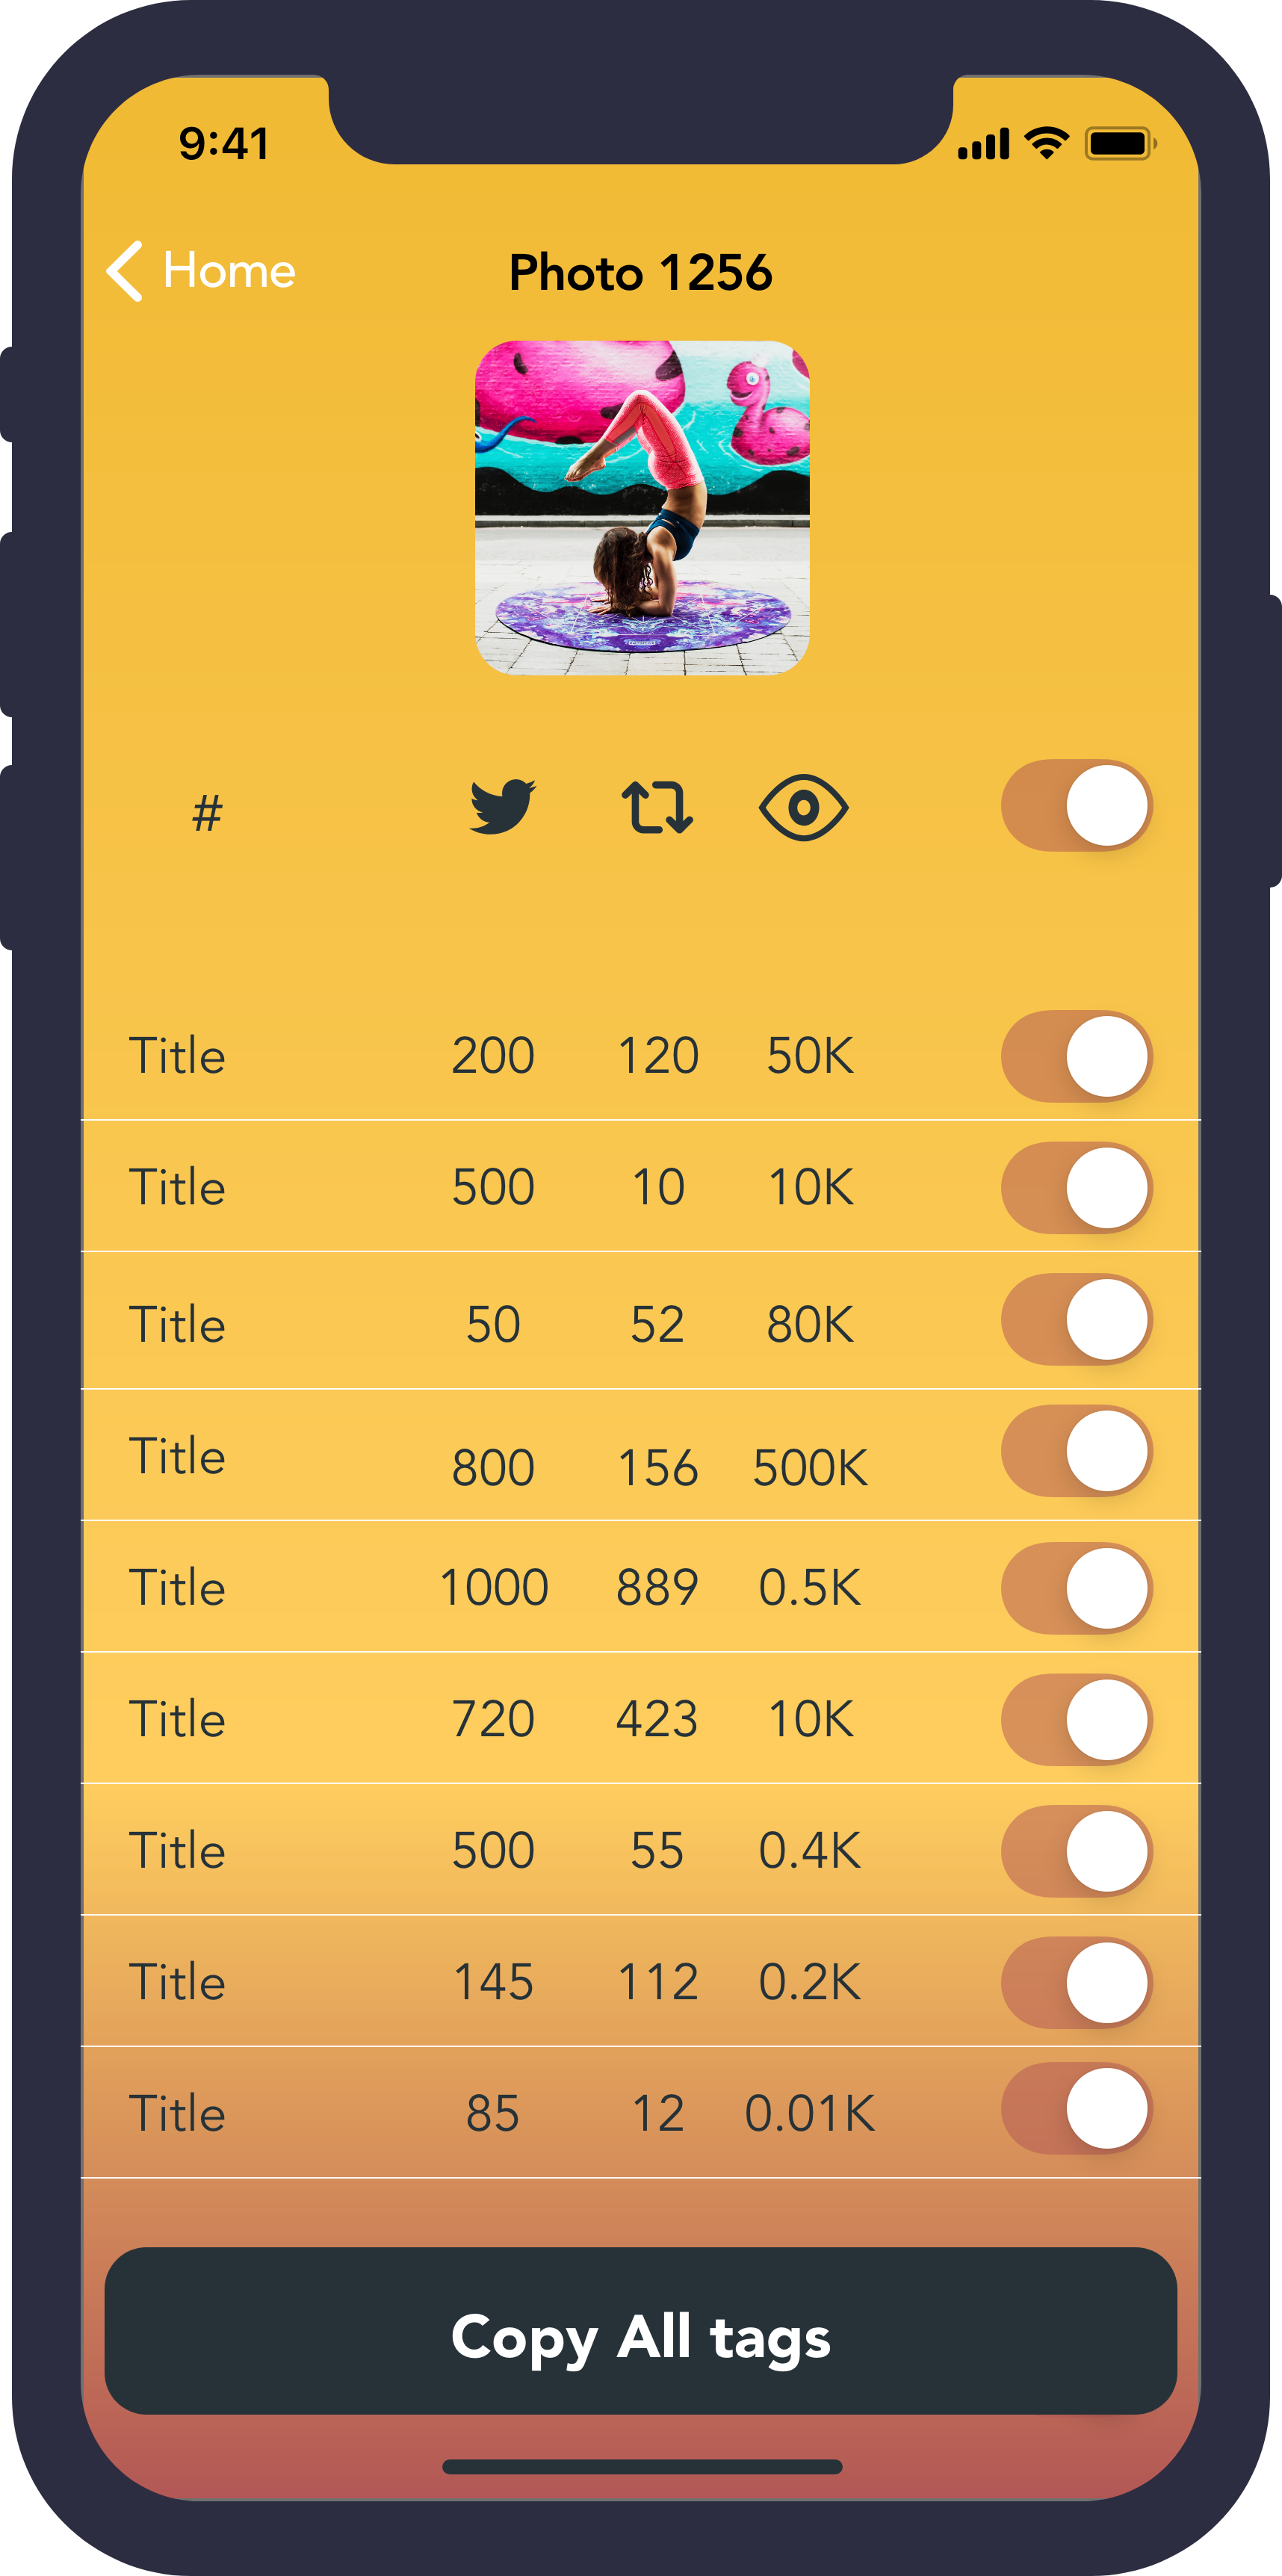 9:41
Home
Photo 1256
#
Title 200 120 50K
Title 500 10 10K
Title 50 52 80K
Title 800 156 500K
Title 1000 889 0.5K
Title 720 423 10K
Title 500 55 0.4K
Title 145 112 0.2K
Title 85 12 0.01K
Copy All tags